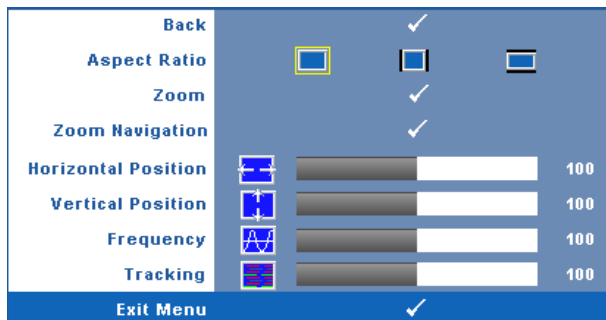 Back
Aspect Ratio
Zoom
Zoom Navigation
Horizontal Position 100
Vertical Position 100
Frequency 100
Tracking 100
Exit Menu